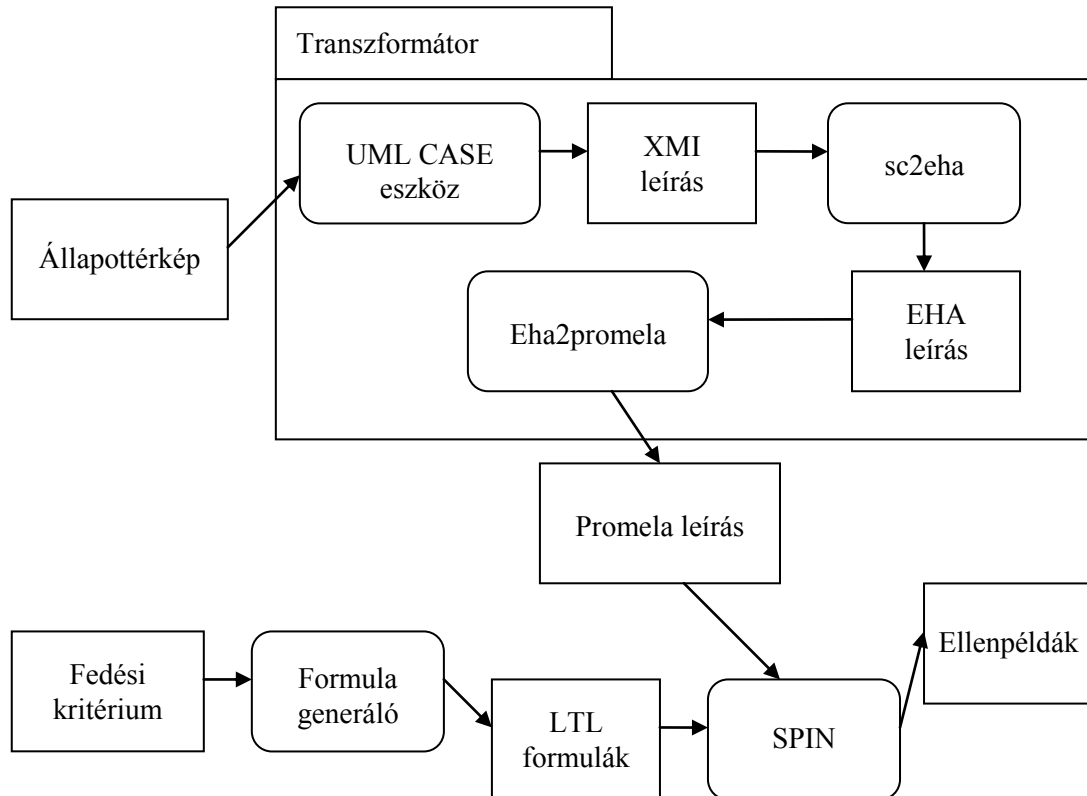 Transzformátor
UML CASE
eszköz
XMI
leírás
sc2eha
Állapottérkép
Eha2promela
EHA
leírás
Promela leírás
Fedési
kritérium
Formula
generáló
LTL
formulák
SPIN
Ellenpéldák